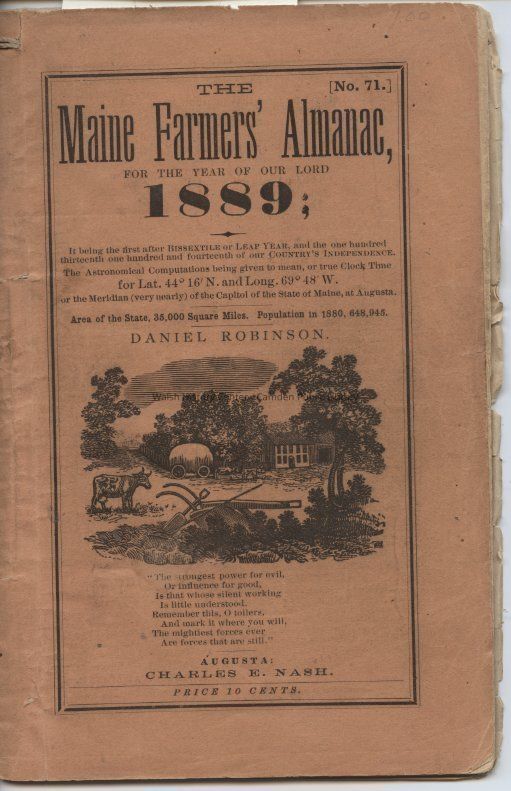 THE [No. 71.]
Maine Farmers' Almanac,
FOR THE YEAR OF OUR LORD
1889;
It being the first after BISSEXTILE or LEAP YEAR, and the one hundred
thirteenth one hundred and fourteenth of our COUNTRY'S INDEPENDENCE.
The Astronomical Computations being given to mean, or true Clock Time
for Lat. 44° 16' N. and Long. 69° 48' W.
or the Meridian (very nearly) of the Capitol of the State of Maine, at Augusta.
Area of the State, 35,000 Square Miles. Population in 1880, 648,945.
DANIEL ROBINSON.
Walsh History Center Camden Public Library
"The strongest power for evil,
Or influence for good,
Is that whose silent working
Is little understood.
Remember this, O toilers,
And mark it where you will,
The mightiest forces ever
Are forces that are still."
AUGUSTA:
CHARLES E. NASH.
PRICE 10 CENTS.